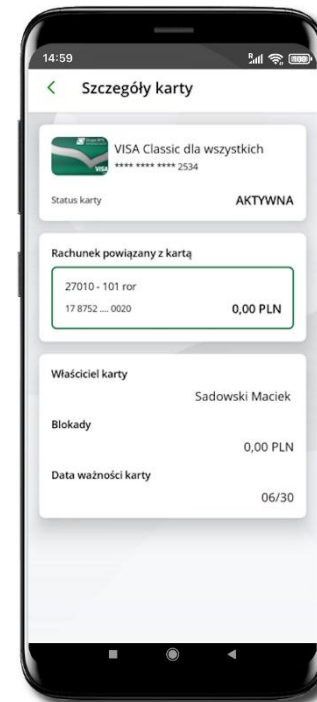 14:59
Szczegóły karty
VISA Classic dla wszystkich
**** **** **** 2534
VISA
Status karty AKTYWNA
Rachunek powiązany z kartą
27010 - 101 ror
17 8752 .... 0020 0,00 PLN
Właściciel karty
Sadowski Maciek
Blokady
0,00 PLN
Data ważności karty
06/30